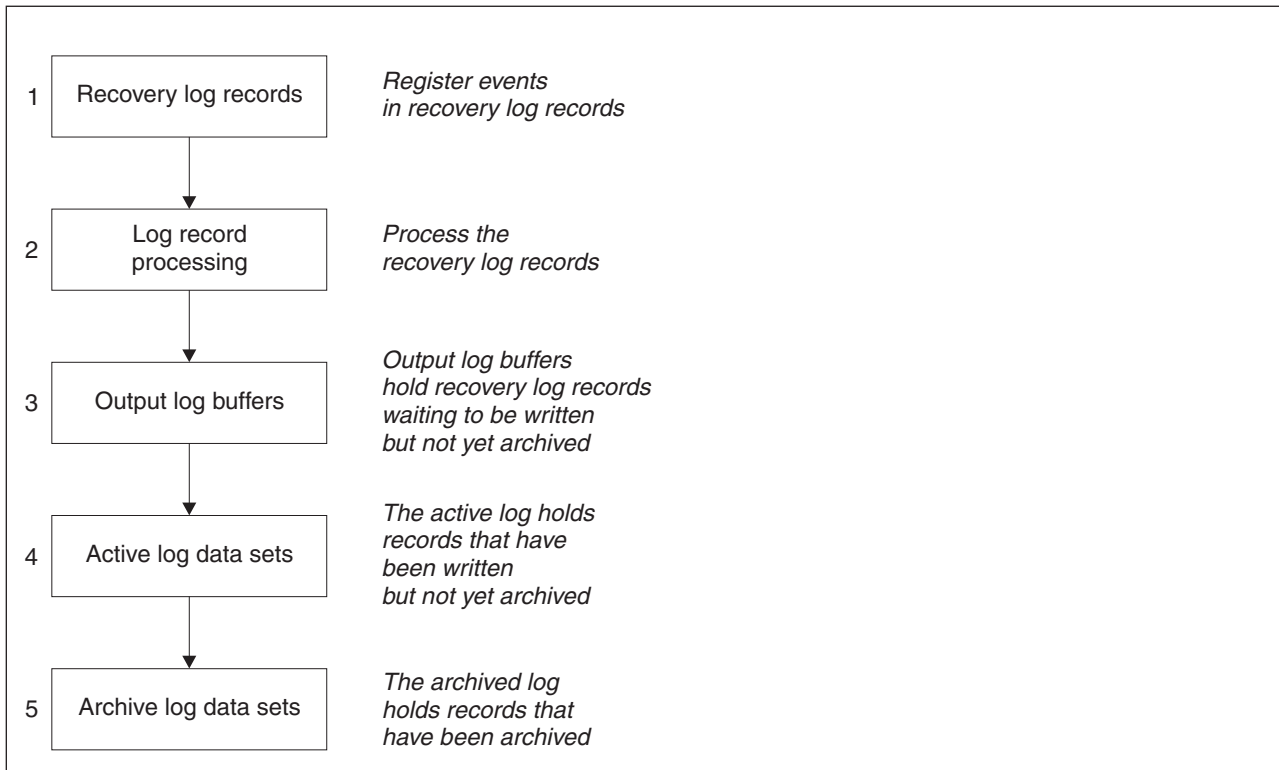 1
Recovery log records
Register events
in recovery log records
2
Log record
processing
Process the
recovery log records
3
Output log buffers
Output log buffers
hold recovery log records
waiting to be written
but not yet archived
4
Active log data sets
The active log holds
records that have
been written
but not yet archived
5
Archive log data sets
The archived log
holds records that
have been archived